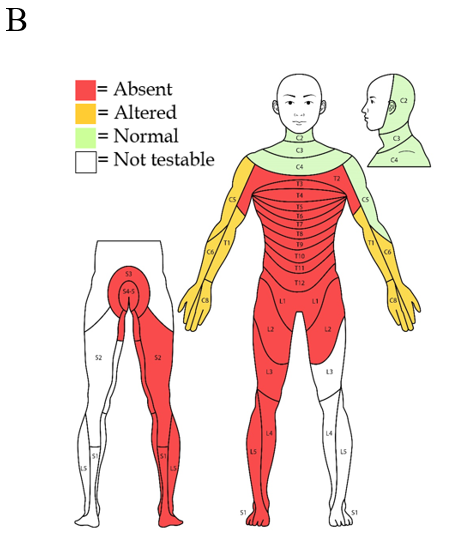 B
= Absent
= Altered
= Normal
= Not testable
C2
C3
C4
C2
C3
C4
T2
T3
T4
T5
T6
T7
T8
T9
T10
T11
T12
C5
C5
T1
T1
C6
C6
C8
C8
L1
L1
L2
L2
L3
L3
L4
L4
L5
L5
S1
S1
S3
S4-5
S2
S2
S1
S1
L5
L5